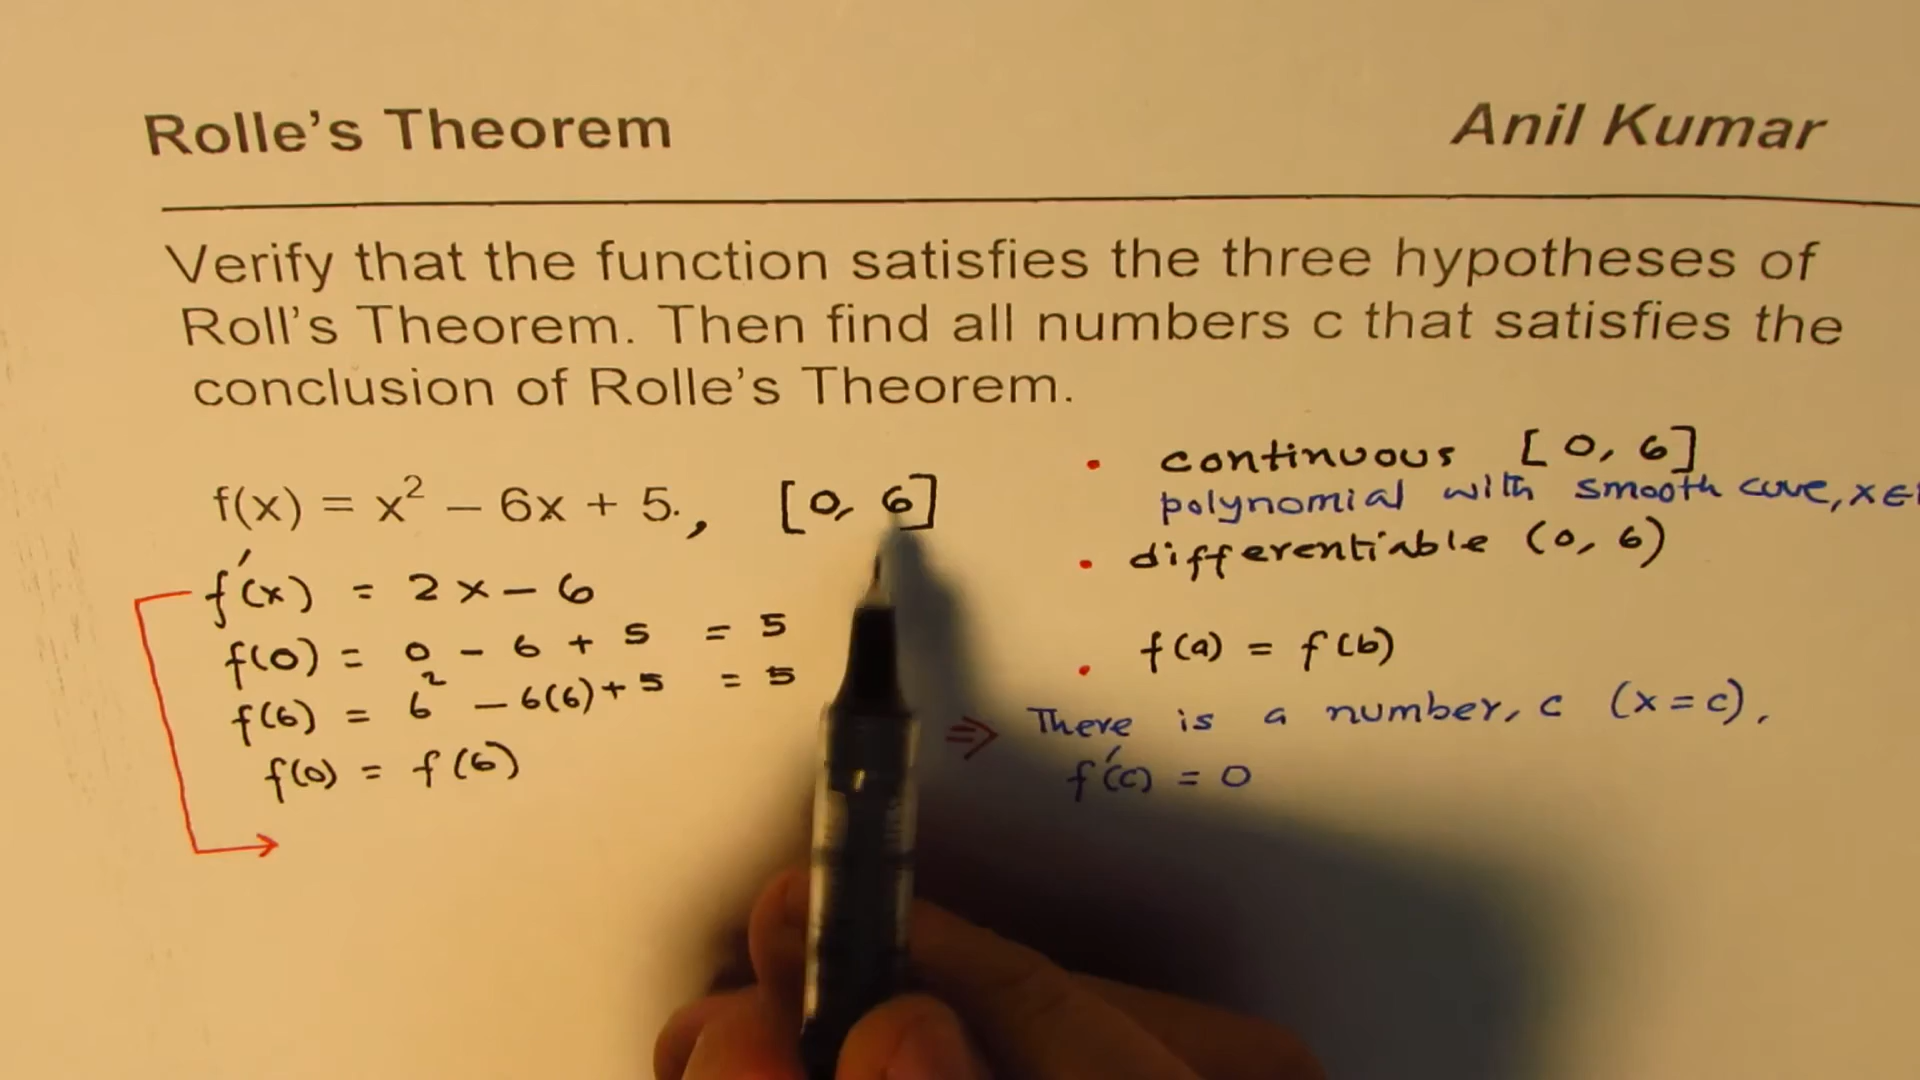 Rolle's Theorem
Anil Kumar
Verify that the function satisfies the three hypotheses of
Roll's Theorem. Then find all numbers c that satisfies the
conclusion of Rolle's Theorem.
f(x) = x² – 6x + 5., [0, 6]
f'(x) = 2x – 6
f(0) = 0 – 6 + 5 = 5
f(6) = 6² – 6(6) + 5 = 5
f(0) = f(6)
• continuous [0, 6]
polynomial with smooth cuve, x ∈
• differentiable (0, 6)
• f(a) = f(b)
⇒ There is a number, c (x = c),
f'(c) = 0